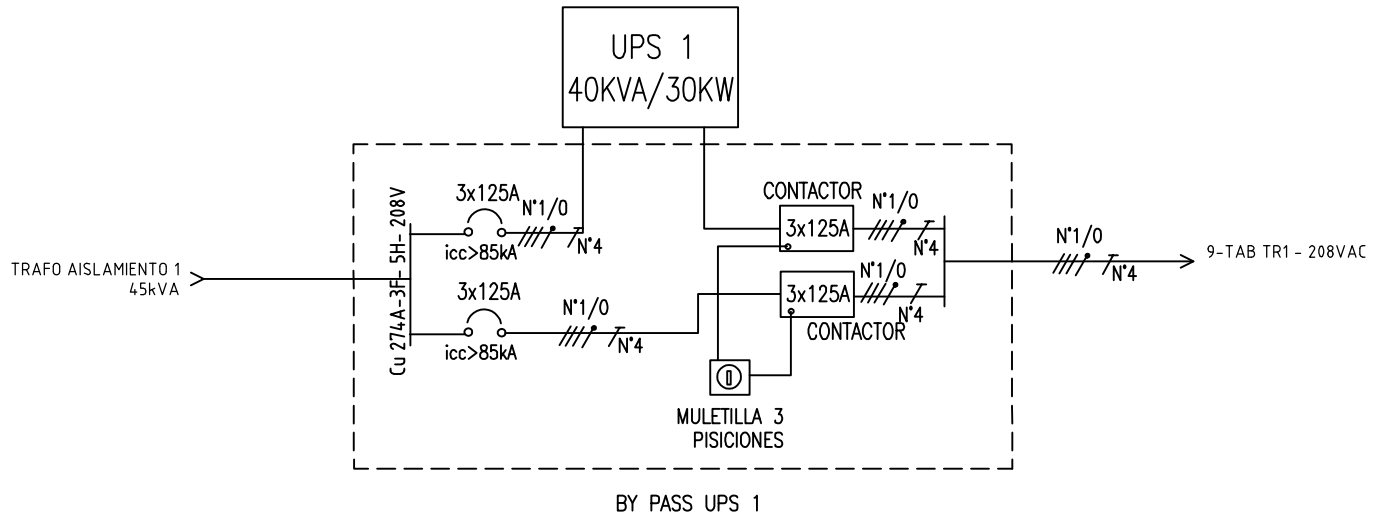 UPS 1
40KVA/30KW
TRAFO AISLAMIENTO 1
45kVA
Cu 274A-3F- 5H- 208V
3x125A
icc>85kA
N°1/0
N°4
3x125A
icc>85kA
N°1/0
N°4
CONTACTOR
3x125A
N°1/0
N°4
3x125A
CONTACTOR
N°1/0
N°4
MULETILLA 3
PISICIONES
N°1/0
N°4
9-TAB TR1 - 208VAC
BY PASS UPS 1